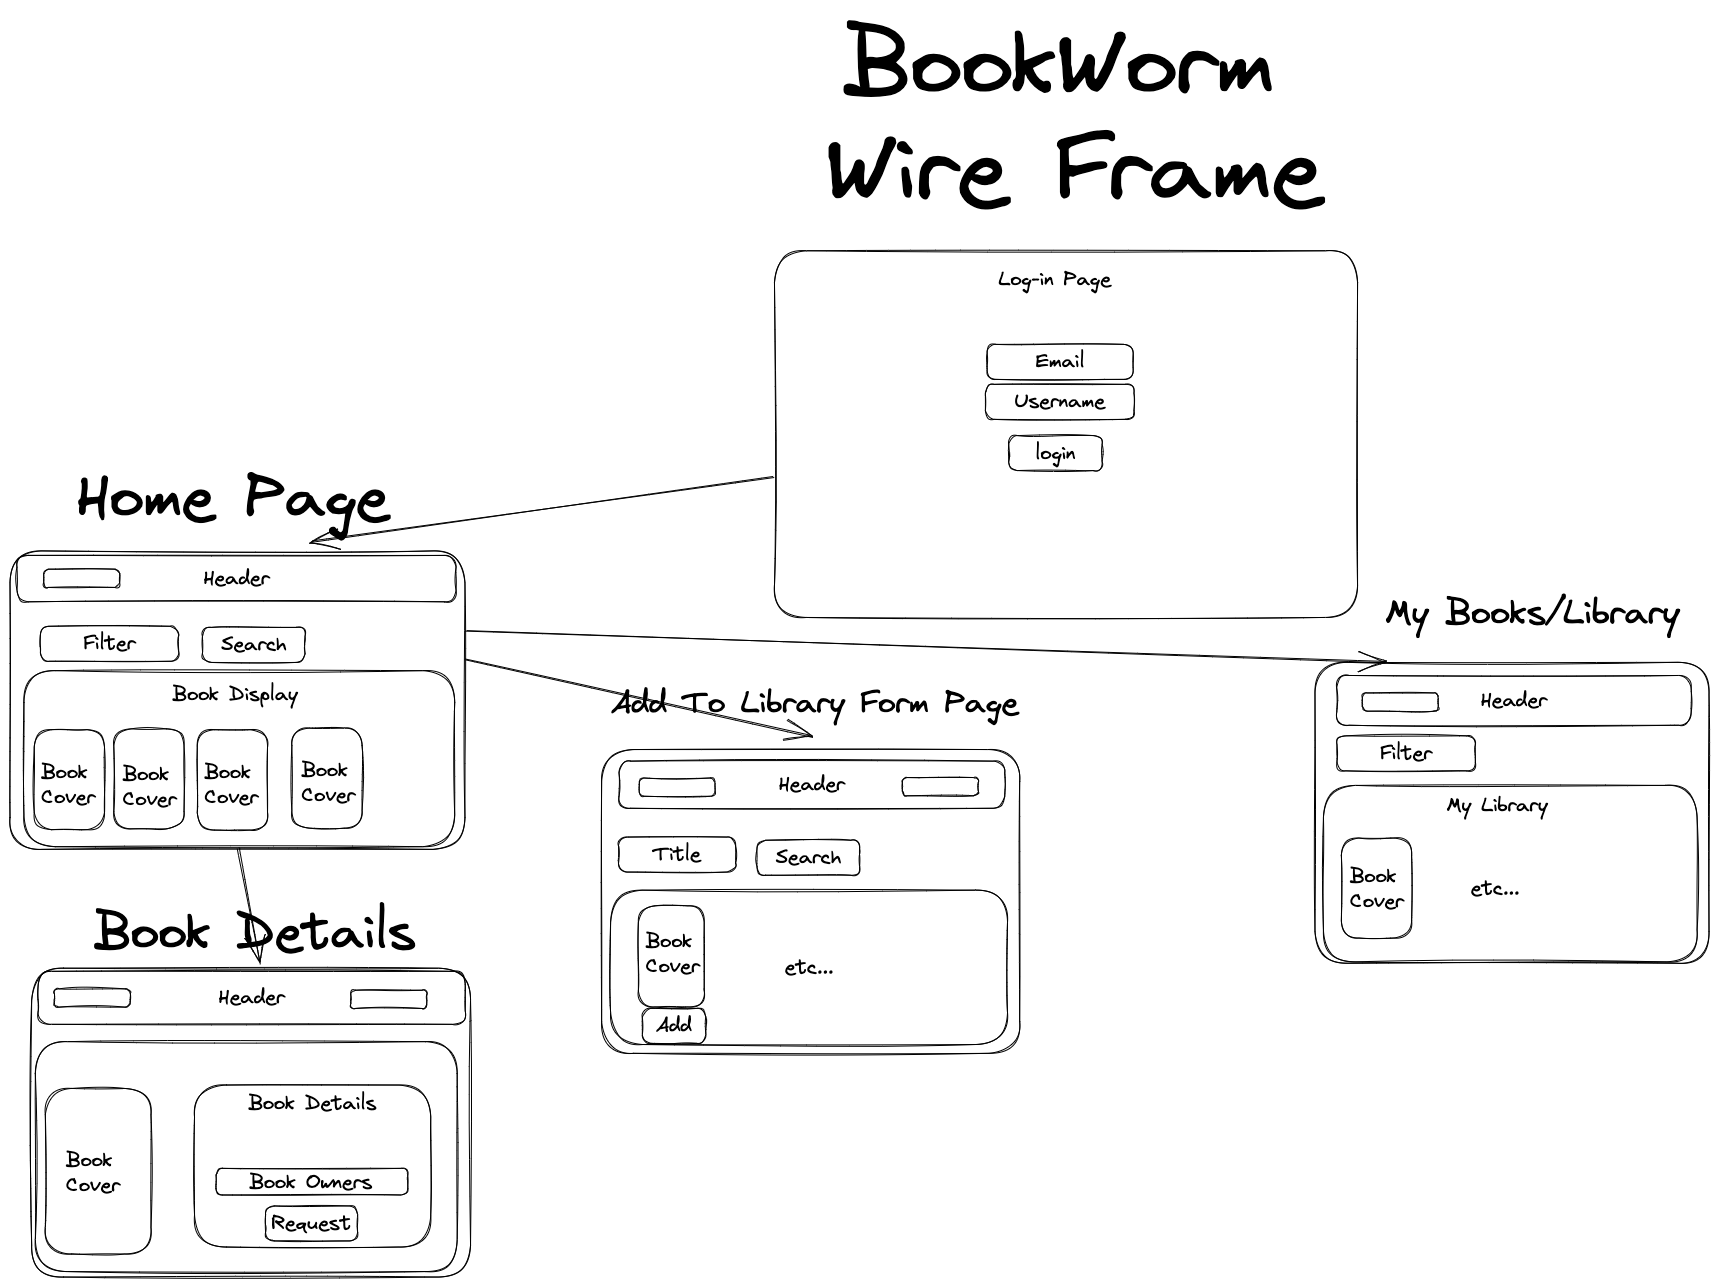 BookWorm
Wire Frame
Log-in Page
Email
Username
login
Home Page
Header
Filter
Search
Book Display
Book
Cover
Book
Cover
Book
Cover
Book
Cover
Book Details
Header
Book
Cover
Book Details
Book Owners
Request
Add To Library Form Page
Header
Title
Search
Book
Cover
etc...
Add
My Books/Library
Header
Filter
My Library
Book
Cover
etc...